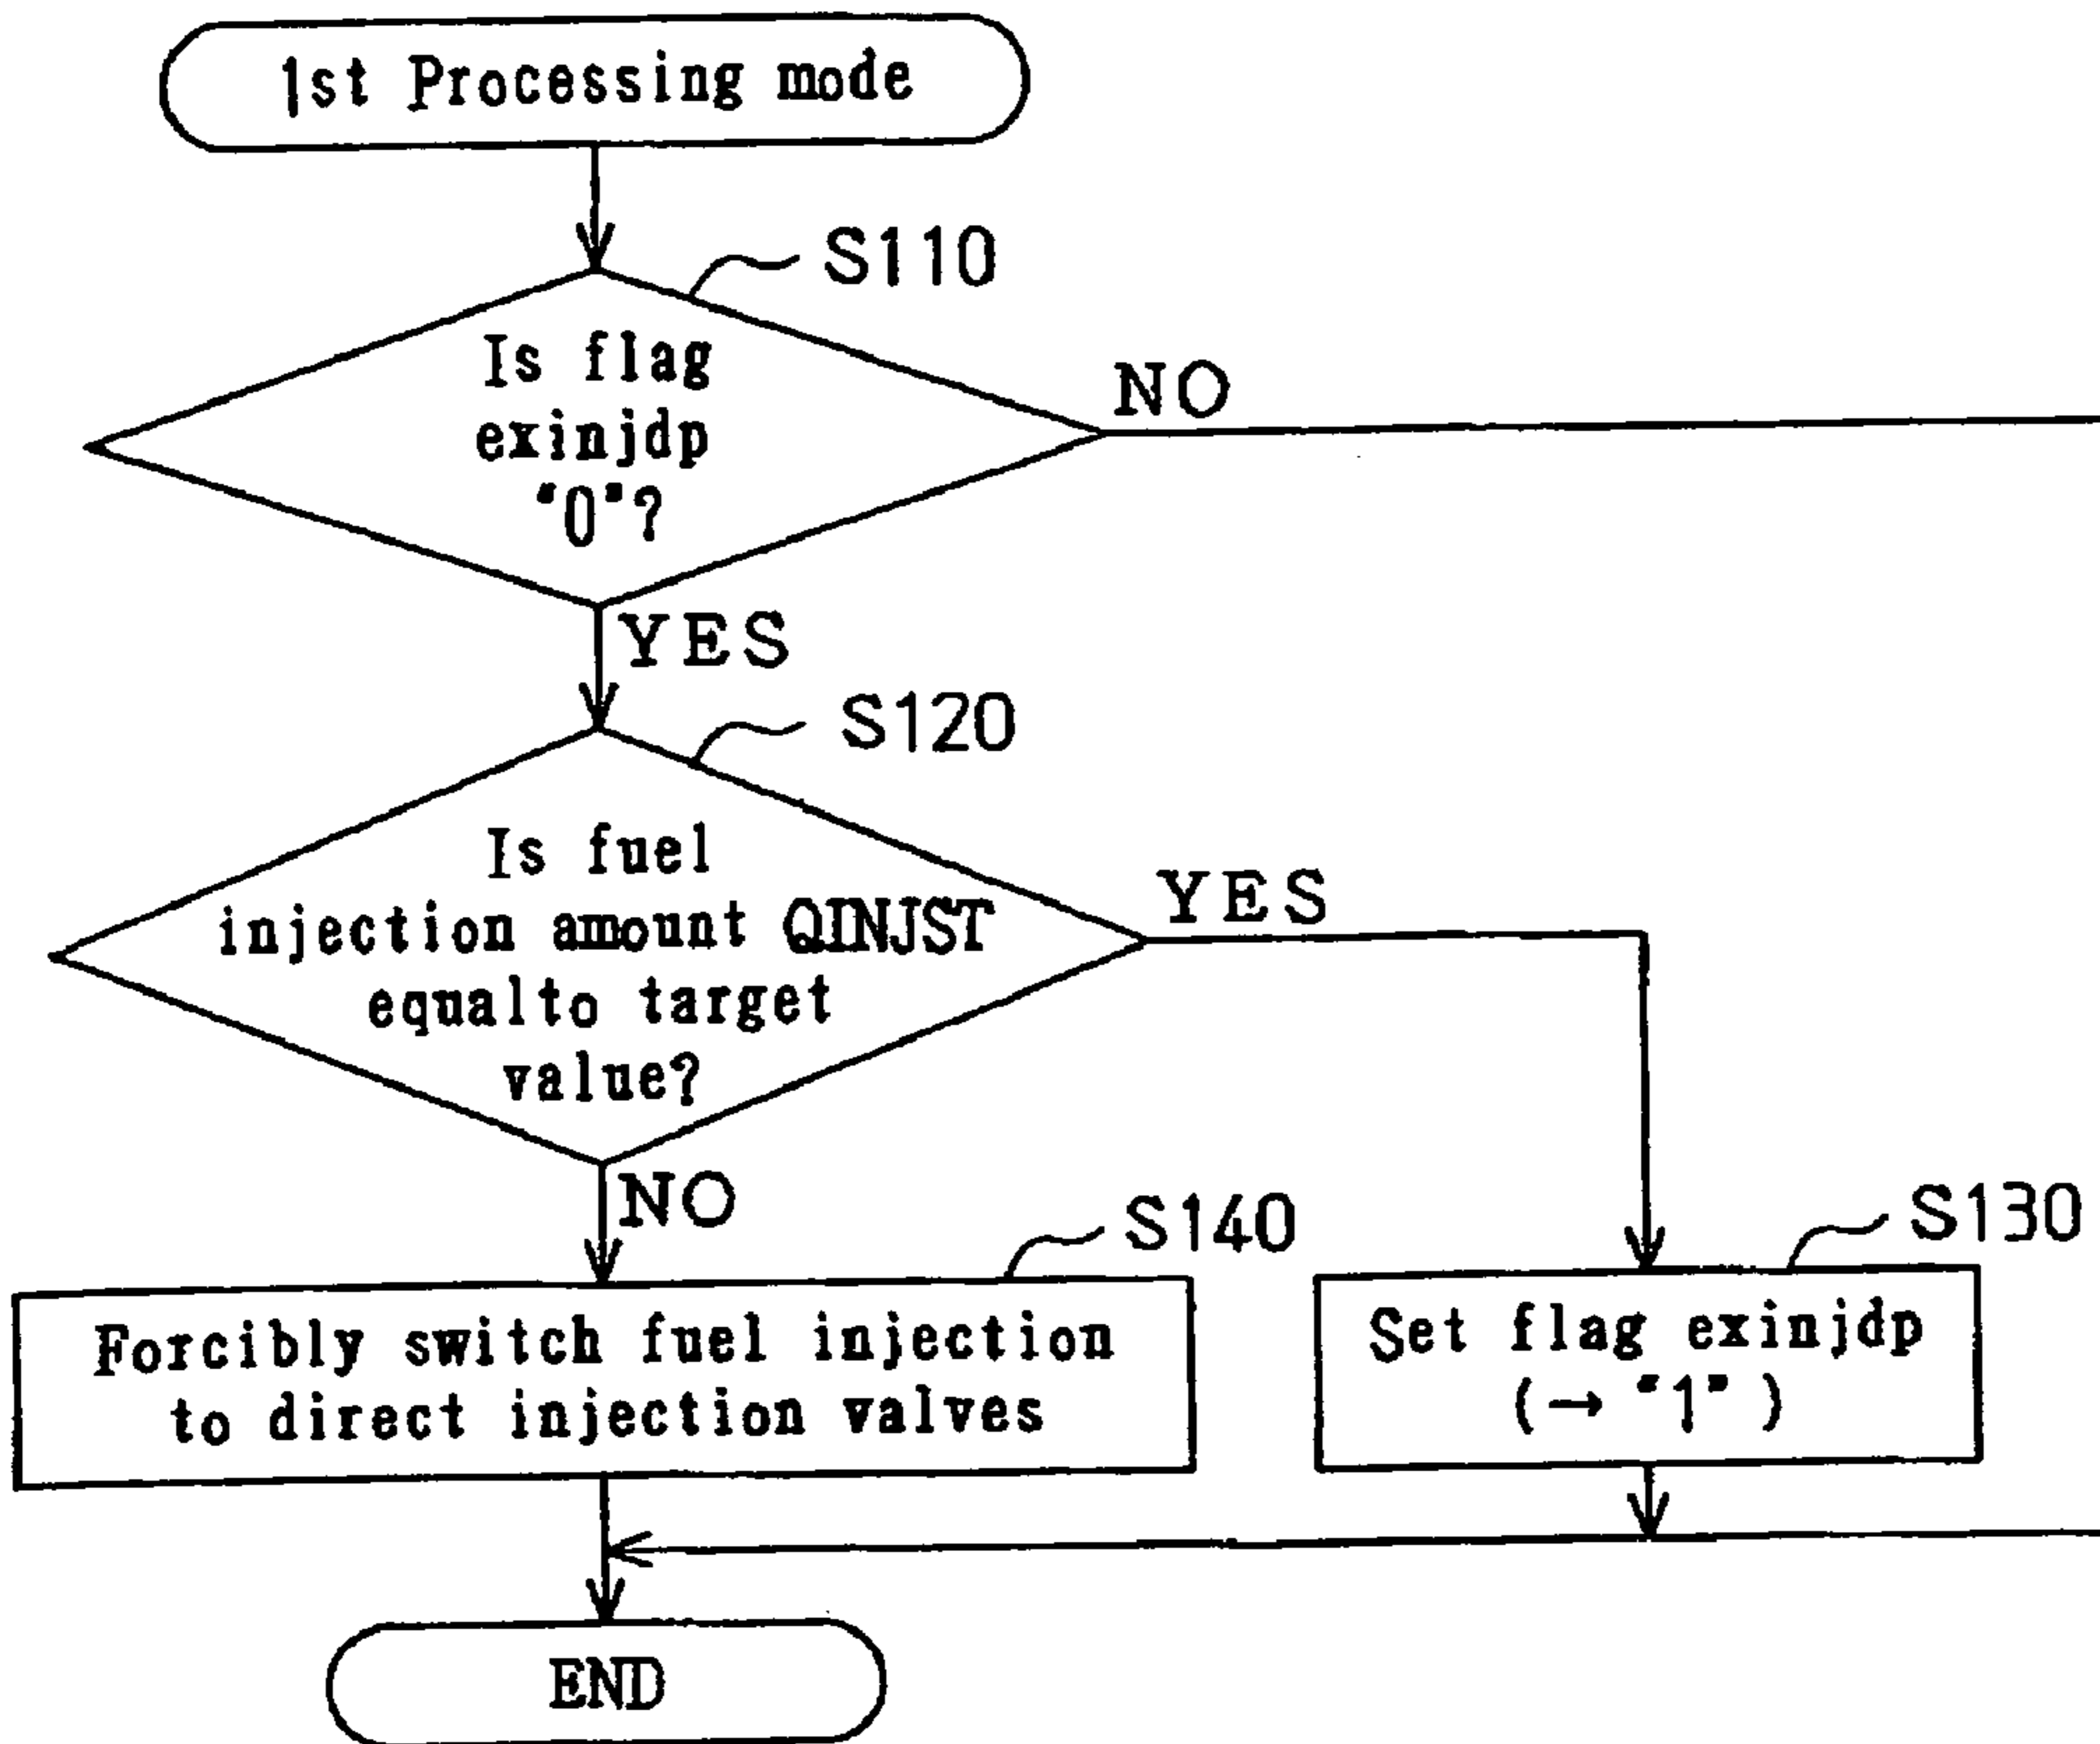 1st Processing mode
S110
Is flag
exinjdp
"0"?
NO
YES
S120
Is fuel
injection amount QINJST
equalto target
value?
YES
NO
S140
Forcibly switch fuel injection
to direct injection valves
S130
Set flag exinjdp
(→ "1")
END